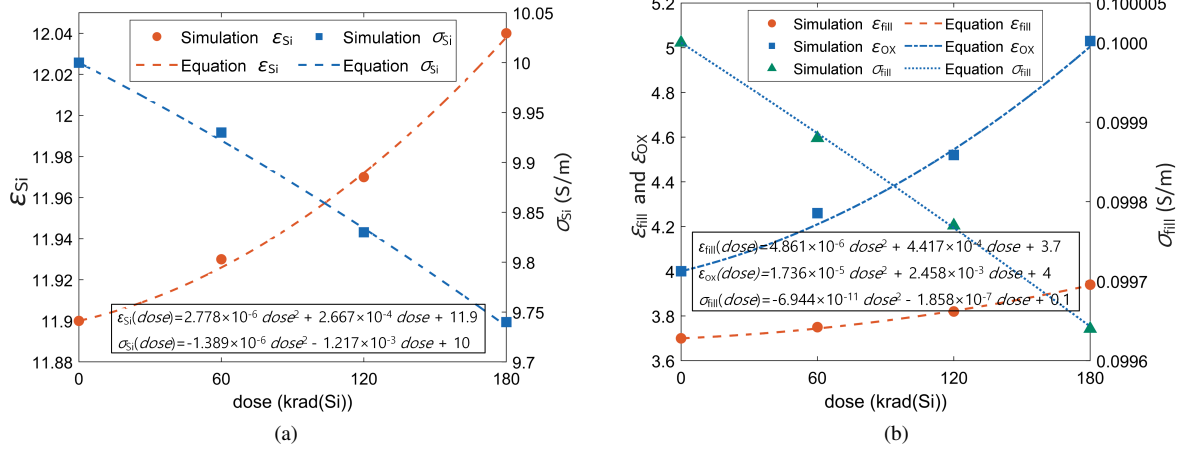 Simulation εSi Simulation σSi
Equation εSi Equation σSi
12.04
12.02
12
11.98
11.96
11.94
11.92
11.9
11.88
εSi
10.05
10
9.95
9.9
9.85
9.8
9.75
9.7
σSi (S/m)
εSi(dose)=2.778×10-6 dose2 + 2.667×10-4 dose + 11.9
σSi(dose)=-1.389×10-6 dose2 - 1.217×10-3 dose + 10
0 60 120 180
dose (krad(Si))
(a)
Simulation εfill Equation εfill
Simulation εOX Equation εOX
Simulation σfill Equation σfill
5.2
5
4.8
4.6
4.4
4.2
4
3.8
3.6
εfill and εOX
0.100005
0.1000
0.0999
0.0998
0.0997
0.0996
σfill (S/m)
εfill(dose)=4.861×10-6 dose2 + 4.417×10-4 dose + 3.7
εox(dose)=1.736×10-5 dose2 + 2.458×10-3 dose + 4
σfill(dose)=-6.944×10-11 dose2 - 1.858×10-7 dose + 0.1
0 60 120 180
dose (krad(Si))
(b)